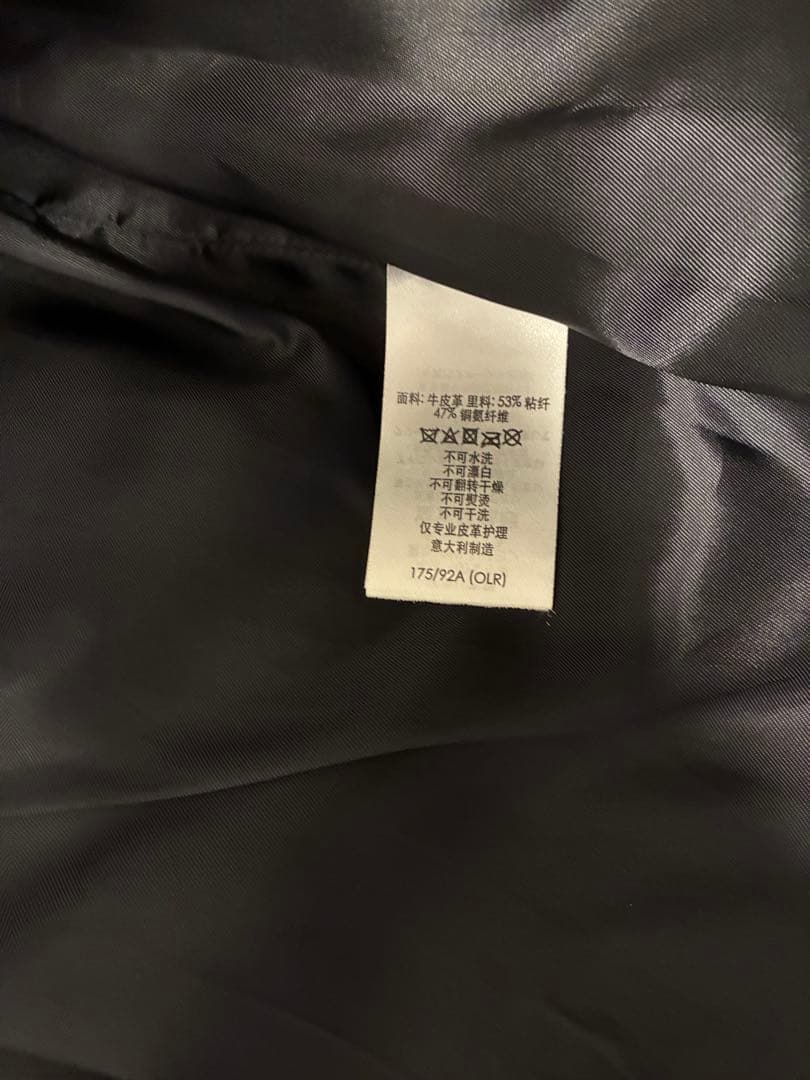 面料: 牛皮革 里料: 53% 粘纤
47% 铜氨纤维
不可水洗
不可漂白
不可翻转干燥
不可熨烫
不可干洗
仅专业皮革护理
意大利制造
175/92A (OLR)